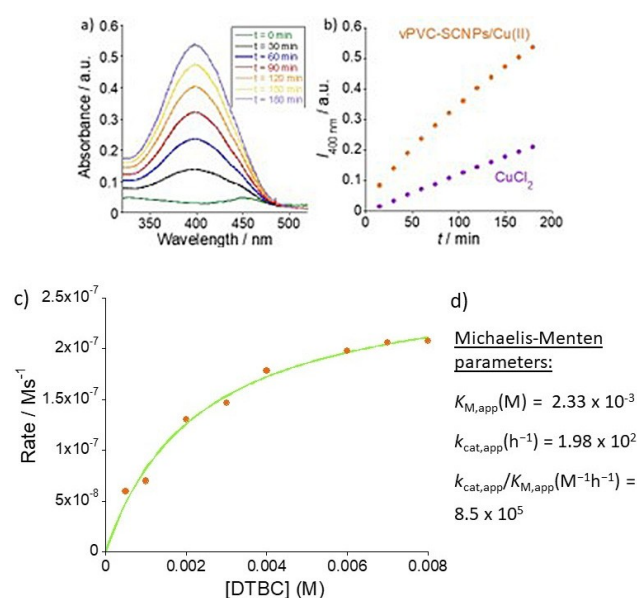 a)
Absorbance / a.u.
0.6
0.5
0.4
0.3
0.2
0.1
0
t = 0 min
t = 30 min
t = 60 min
t = 90 min
t = 120 min
t = 150 min
t = 180 min
350 400 450 500
Wavelength / nm
b)
I400 nm / a.u.
0.6
0.5
0.4
0.3
0.2
0.1
0
vPVC-SCNPs/Cu(II)
CuCl2
0 50 100 150 200
t / min
c)
Rate / Ms⁻¹
2.5x10⁻⁷
2x10⁻⁷
1.5x10⁻⁷
1x10⁻⁷
5x10⁻⁸
0
0 0.002 0.004 0.006 0.008
[DTBC] (M)
d)
Michaelis-Menten
parameters:
KM,app(M) = 2.33 x 10⁻³
kcat,app(h⁻¹) = 1.98 x 10²
kcat,app/KM,app(M⁻¹h⁻¹) =
8.5 x 10⁵